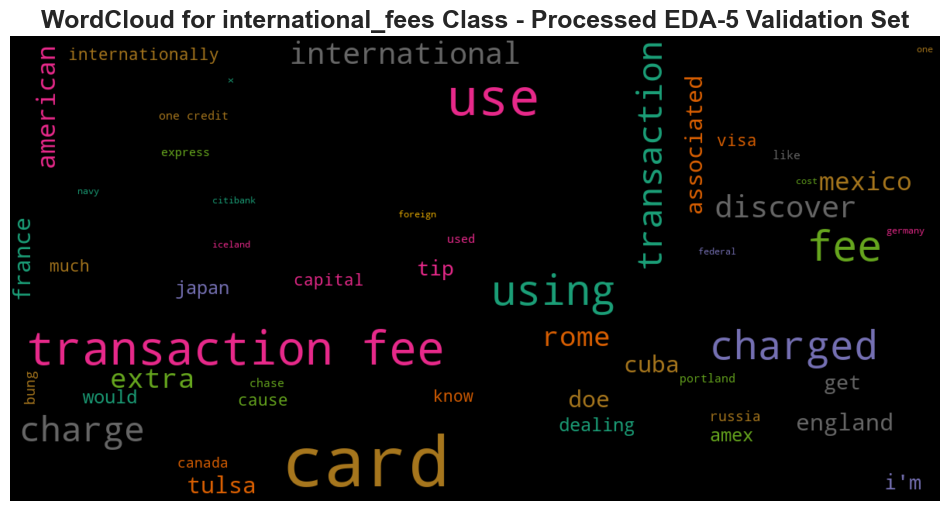 WordCloud for international_fees Class - Processed EDA-5 Validation Set
american
internationally
international
use
transaction
one
x
one credit
associated
visa
express
like
navy
citibank
cost
mexico
foreign
discover
france
iceland
used
fee
germany
federal
much
japan
capital
tip
using
transaction fee
rome
charged
bung
extra
chase
cuba
portland
would
cause
know
doe
get
charge
dealing
russia
amex
england
card
canada
tulsa
i'm